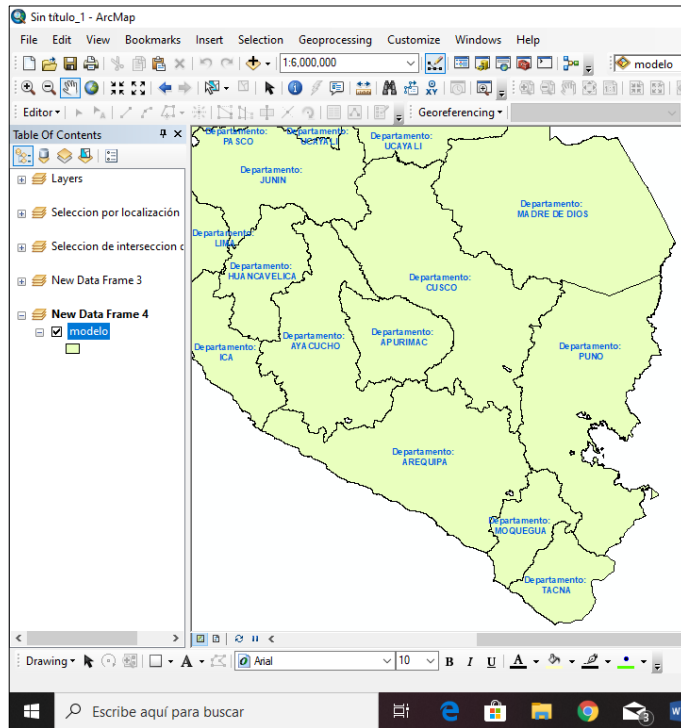 Sin título_1 - ArcMap
File Edit View Bookmarks Insert Selection Geoprocessing Customize Windows Help
1:6,000,000
modelo
Editor
Georeferencing
Table Of Contents
Layers
Seleccion por localización
Seleccion de interseccion
New Data Frame 3
New Data Frame 4
modelo
Departamento:
PASCO
Departamento:
UCAYALI
Departamento:
UCAYALI
Departamento:
JUNIN
Departamento:
MADRE DE DIOS
Departamento:
LIMA
Departamento:
HUANCAVELICA
Departamento:
CUSCO
Departamento:
ICA
Departamento:
AYACUCHO
Departamento:
APURIMAC
Departamento:
PUNO
Departamento:
AREQUIPA
Departamento:
MOQUEGUA
Departamento:
TACNA
Drawing A Arial 10 B I U A
Escribe aquí para buscar
3
W